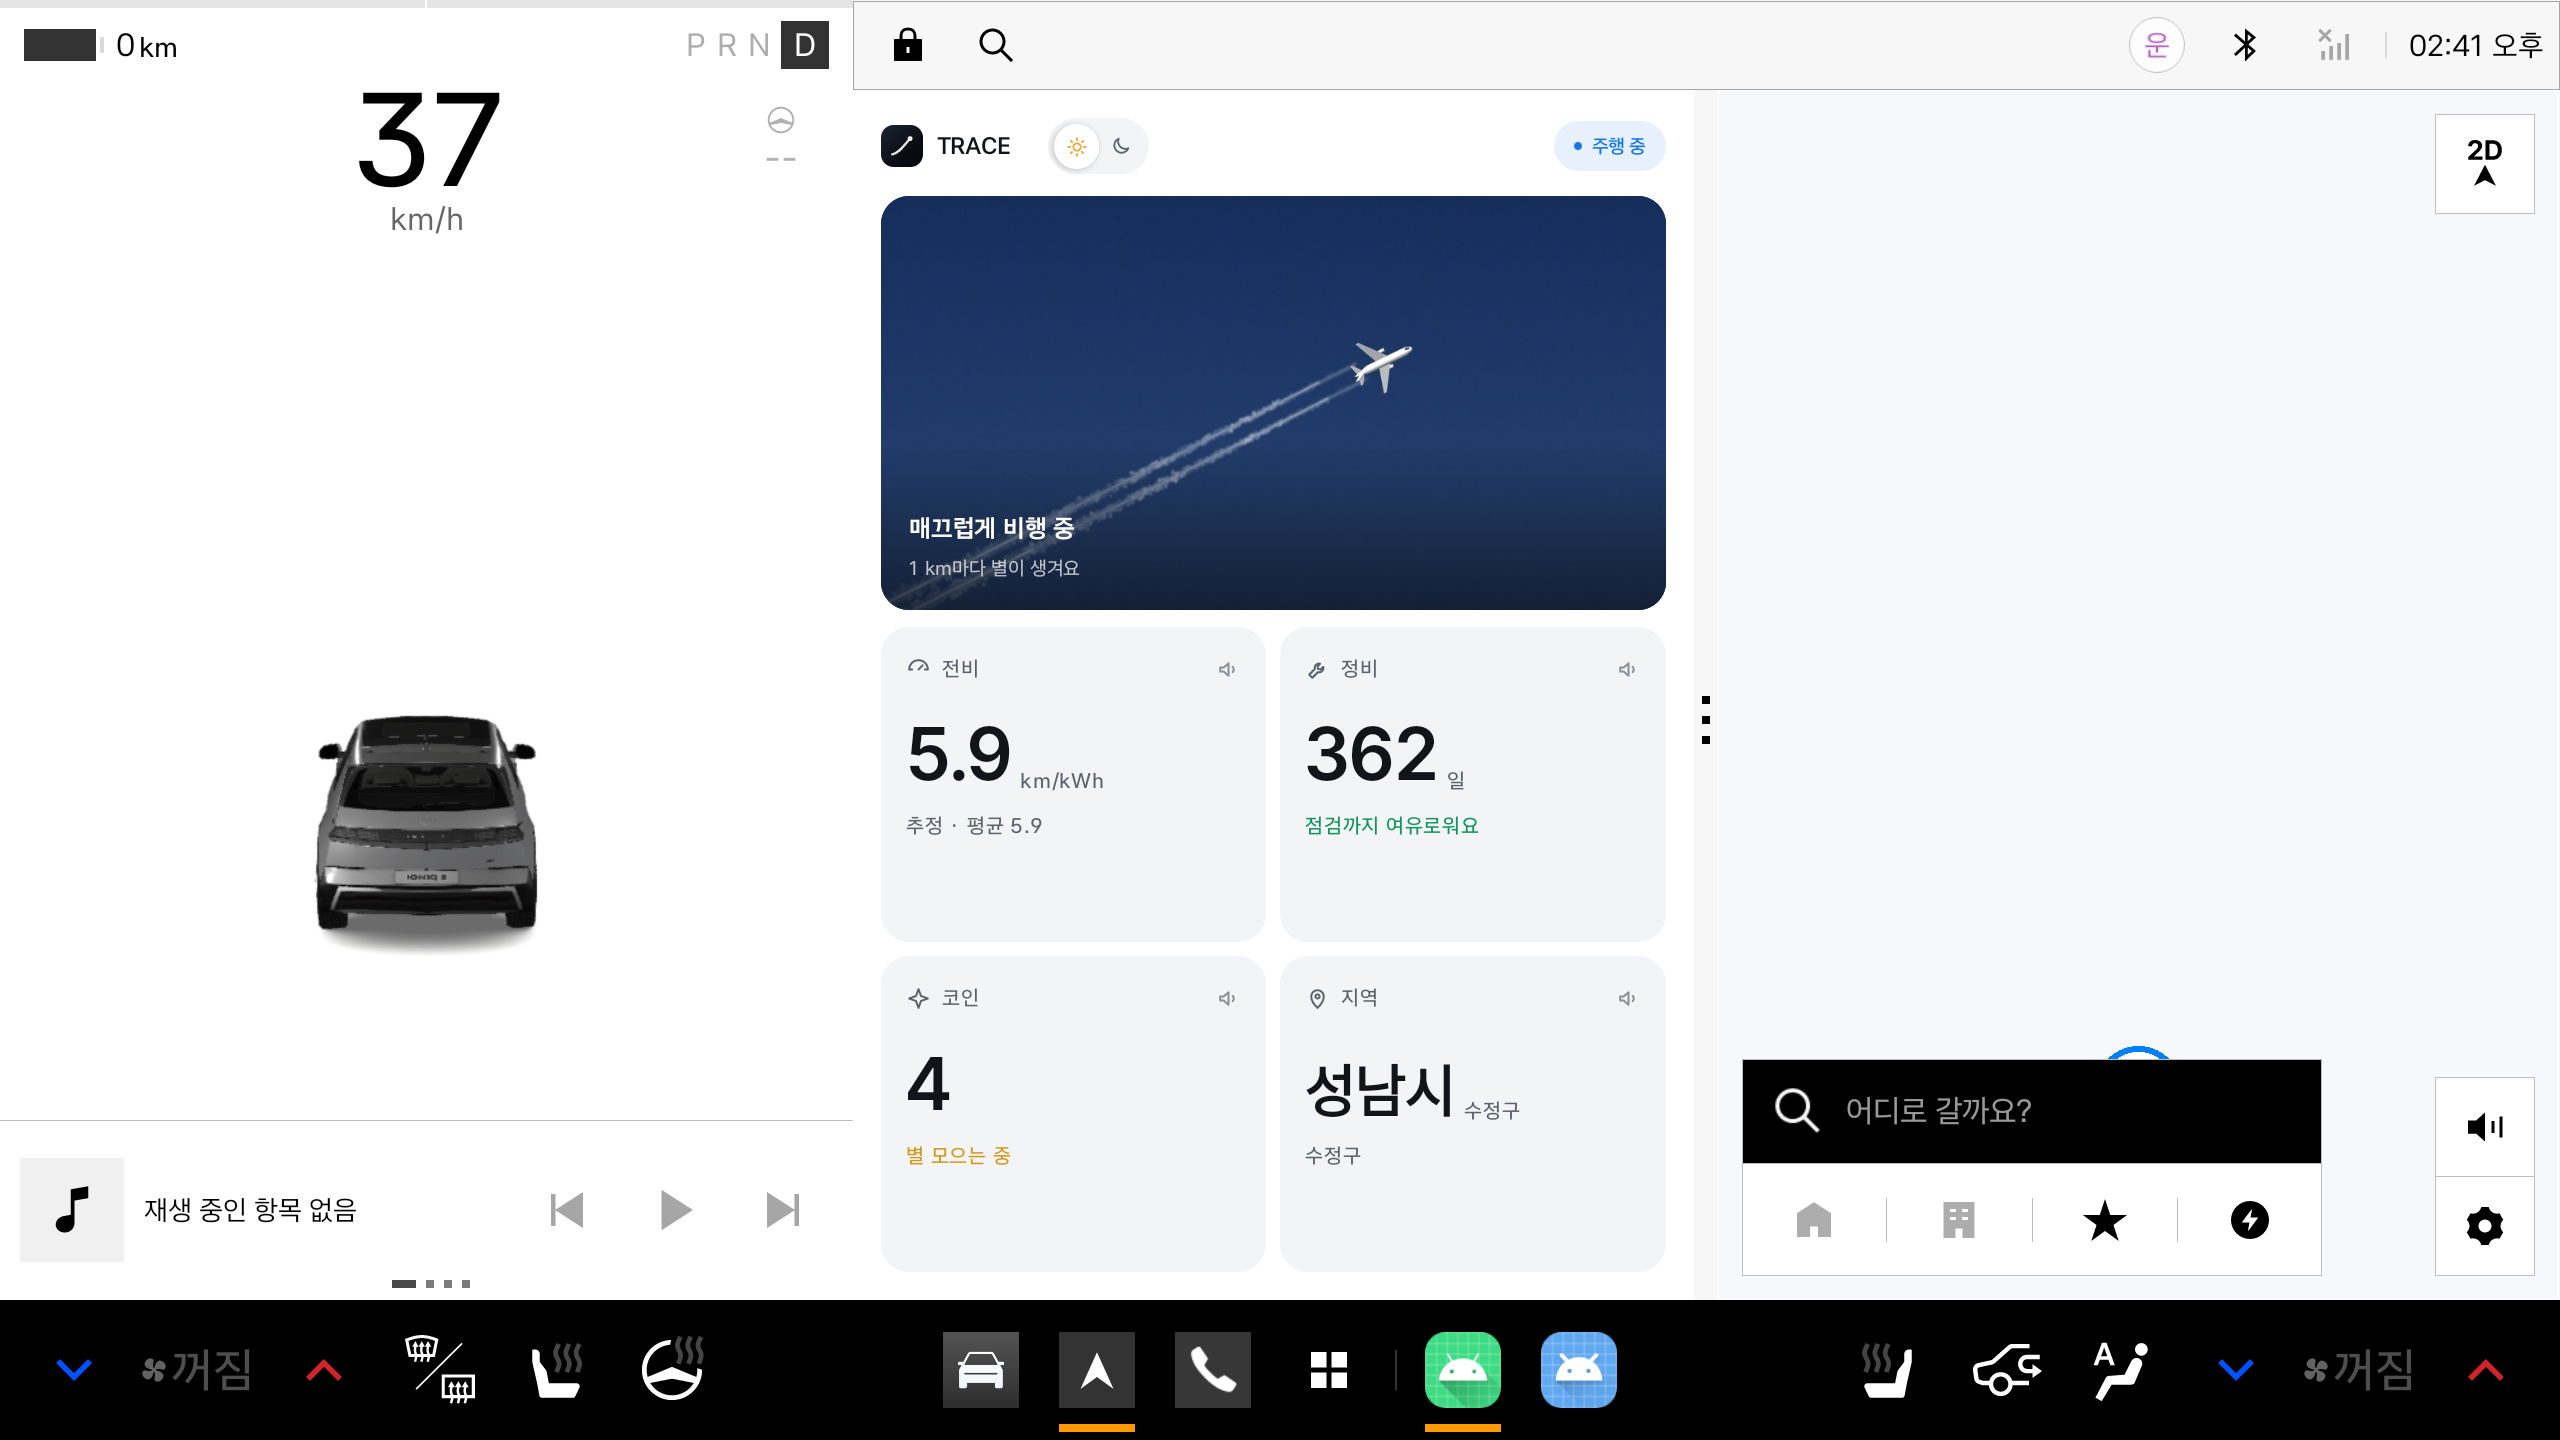 0 km
P R N D
37
km/h
02:41 오후
운
TRACE
주행 중
2D
매끄럽게 비행 중
1 km마다 별이 생겨요
전비
5.9 km/kWh
추정 · 평균 5.9
정비
362 일
점검까지 여유로워요
코인
4
별 모으는 중
지역
성남시 수정구
수정구
IONIQ 5
어디로 갈까요?
재생 중인 항목 없음
꺼짐
A
꺼짐